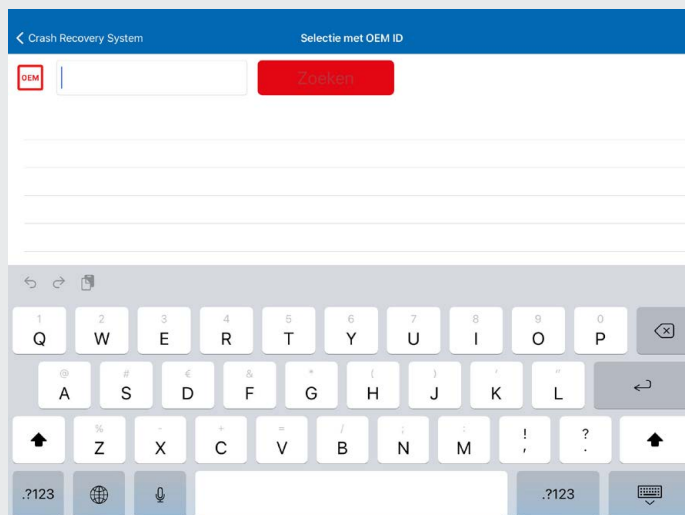 Crash Recovery System Selectie met OEM ID
OEM Zoeken
1 2 3 4 5 6 7 8 9 0
Q W E R T Y U I O P
@ # € & * ( ) ' "
A S D F G H J K L
% - + = / ; : ! ?
Z X C V B N M , .
.?123 .?123